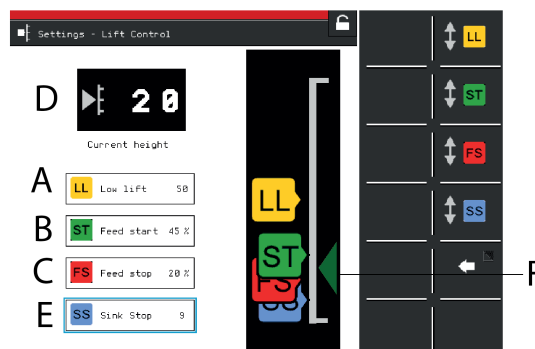 Settings - Lift Control
D
20
Current height
A
LL Low lift 50
B
ST Feed start 45 %
C
FS Feed stop 20 %
E
SS Sink Stop 9
LL
ST
FS
SS
LL
ST
FS
SS